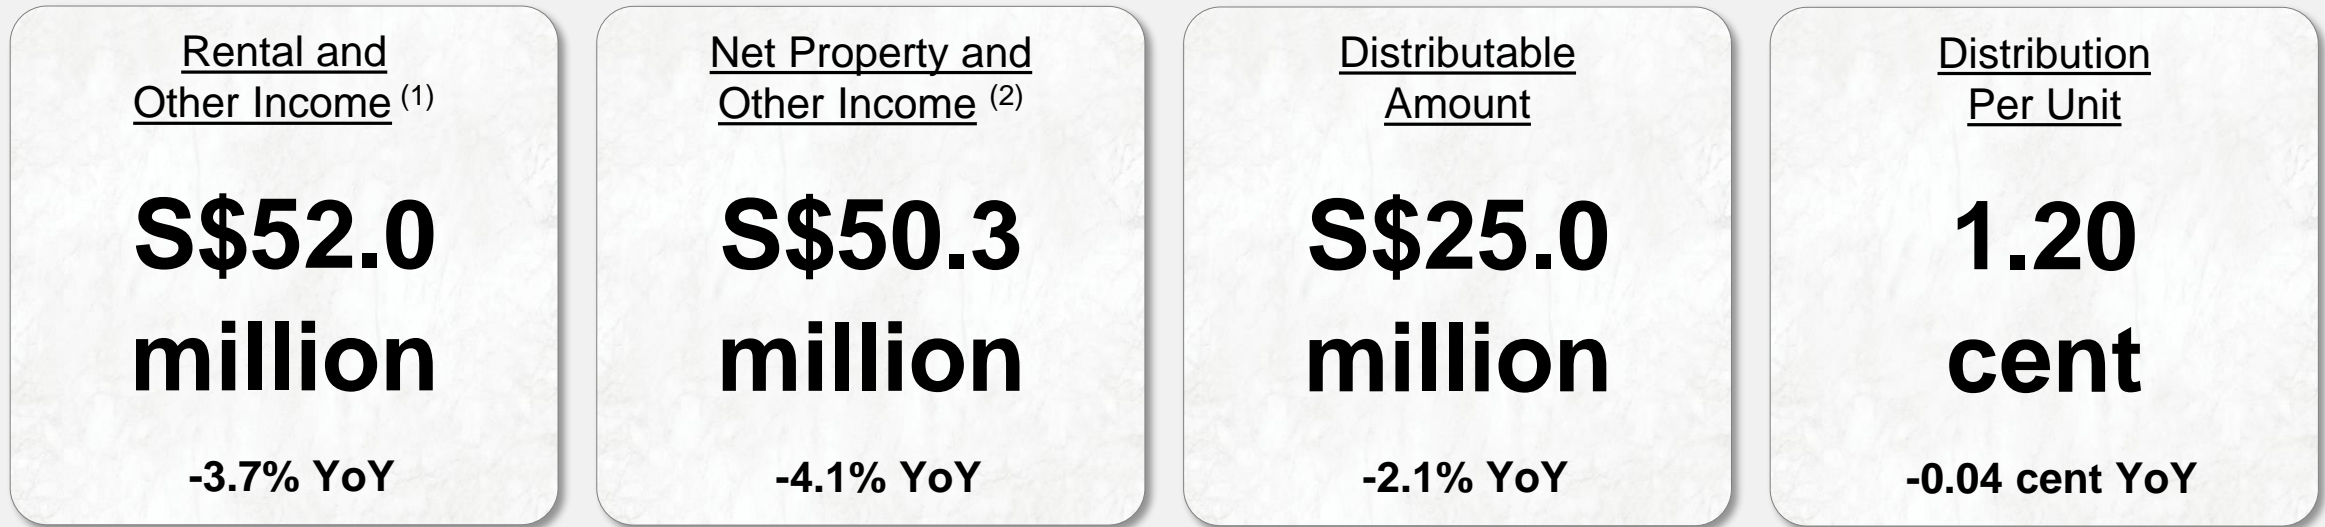 Rental and
Other Income (1)
S$52.0
million
-3.7% YoY
Net Property and
Other Income (2)
S$50.3
million
-4.1% YoY
Distributable
Amount
S$25.0
million
-2.1% YoY
Distribution
Per Unit
1.20
cent
-0.04 cent YoY